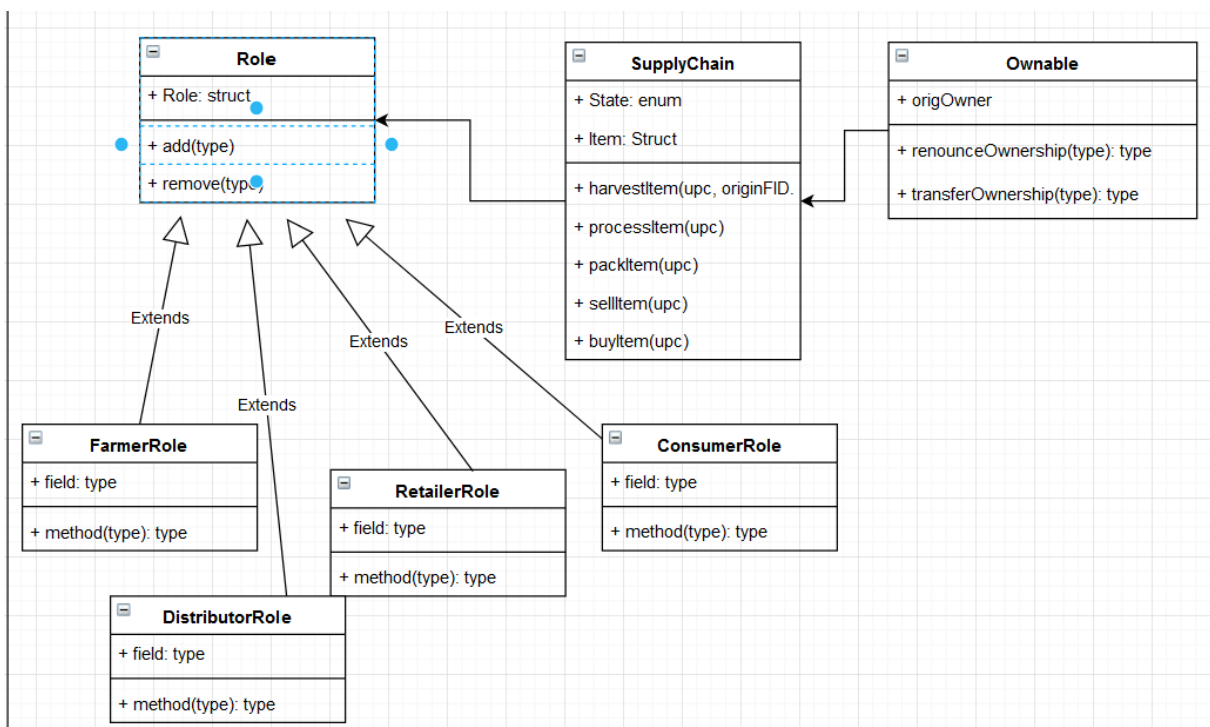 Role
+ Role: struct
+ add(type)
+ remove(type)
SupplyChain
+ State: enum
+ Item: Struct
+ harvestItem(upc, originFID.
+ processItem(upc)
+ packItem(upc)
+ sellItem(upc)
+ buyItem(upc)
Ownable
+ origOwner
+ renounceOwnership(type): type
+ transferOwnership(type): type
Extends
Extends
Extends
Extends
FarmerRole
+ field: type
+ method(type): type
DistributorRole
+ field: type
+ method(type): type
RetailerRole
+ field: type
+ method(type): type
ConsumerRole
+ field: type
+ method(type): type